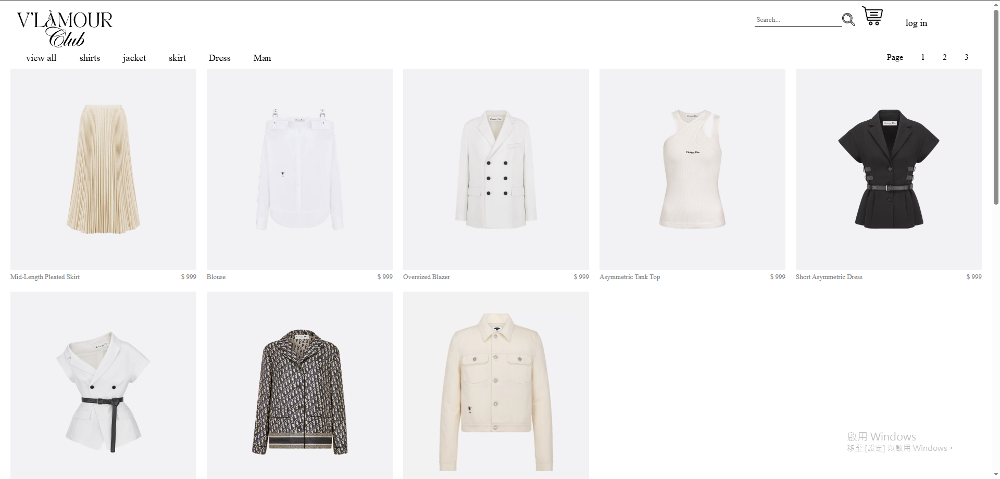 V'LÀMOUR
Club
Search...
log in
view all shirts jacket skirt Dress Man
Page 1 2 3
Mid-Length Pleated Skirt $ 999
Blouse $ 999
Oversized Blazer $ 999
Asymmetric Tank Top $ 999
Short Asymmetric Dress $ 999
啟用 Windows
移至 [設定] 以啟用 Windows。